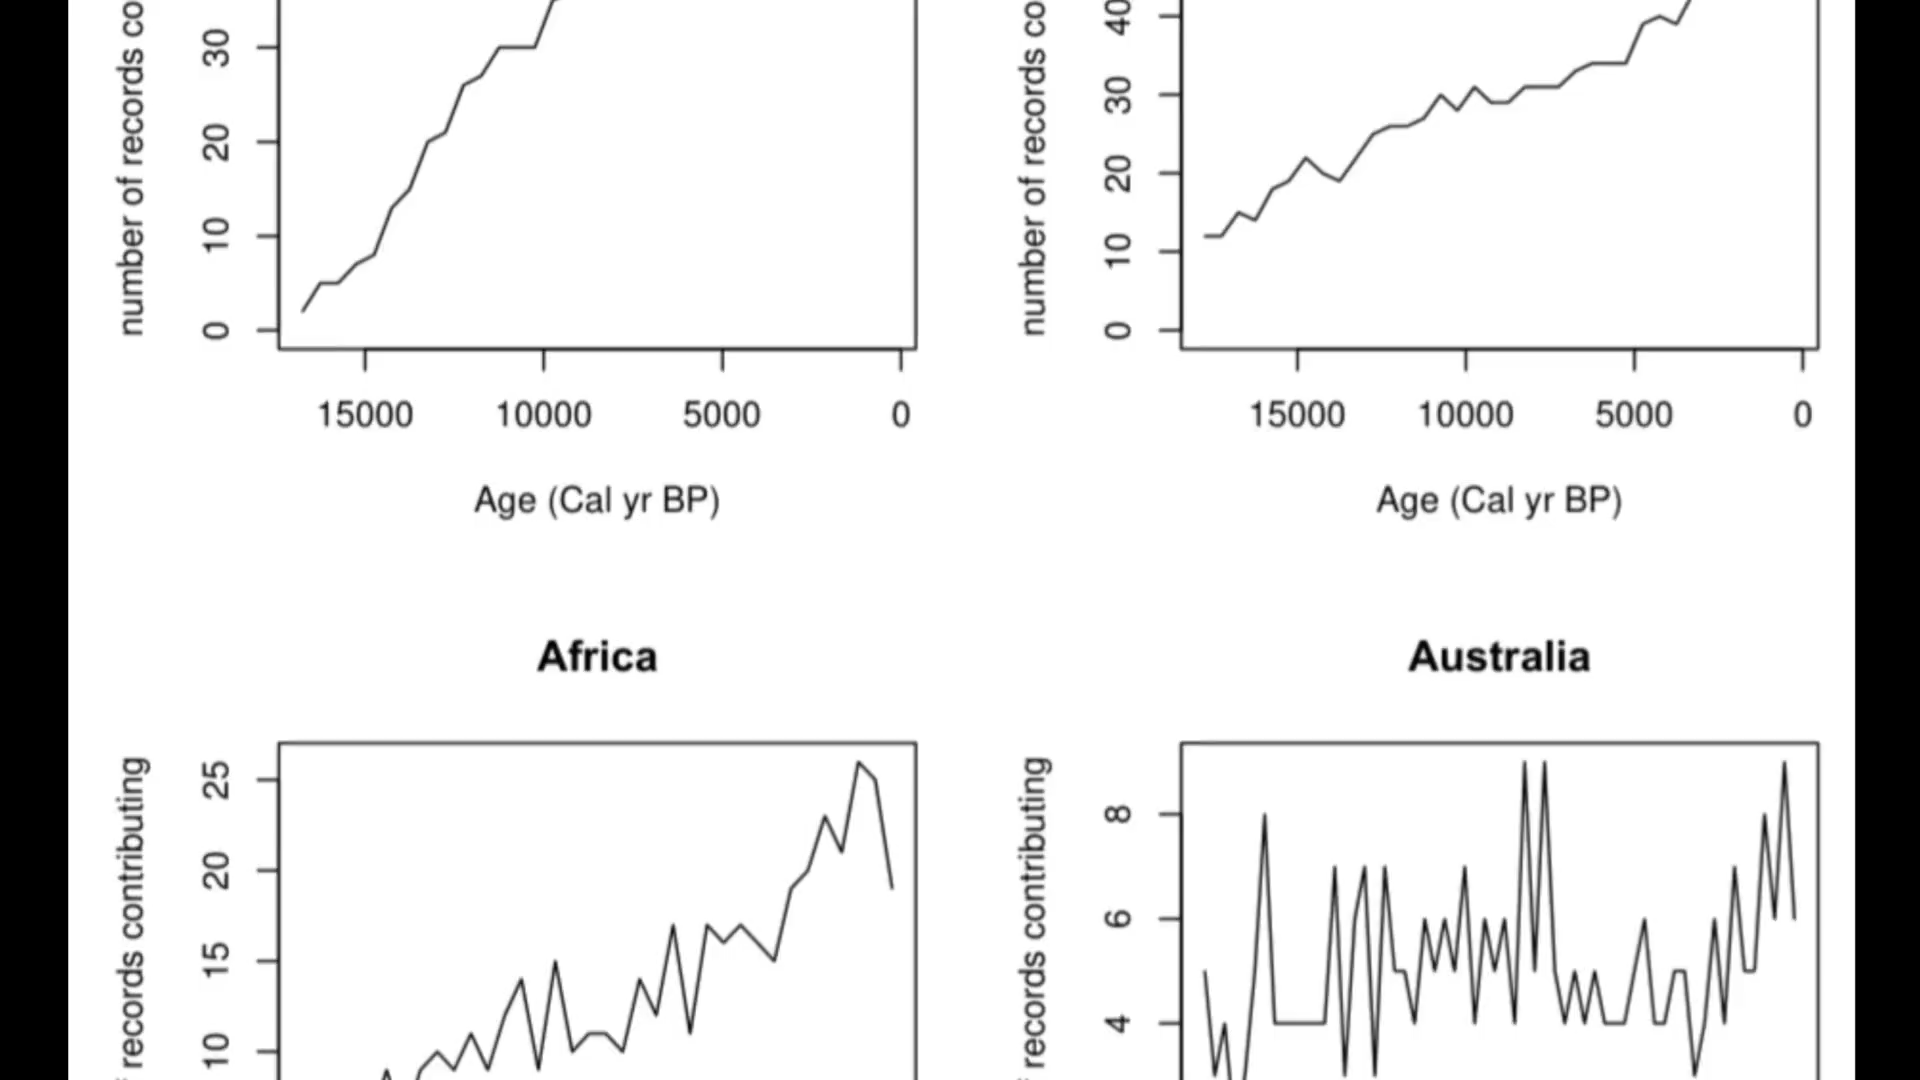 number of records co
30
20
10
0
15000 10000 5000 0
Age (Cal yr BP)
number of records co
40
30
20
10
0
15000 10000 5000 0
Age (Cal yr BP)
Africa
records contributing
25
20
15
10
Australia
records contributing
8
6
4